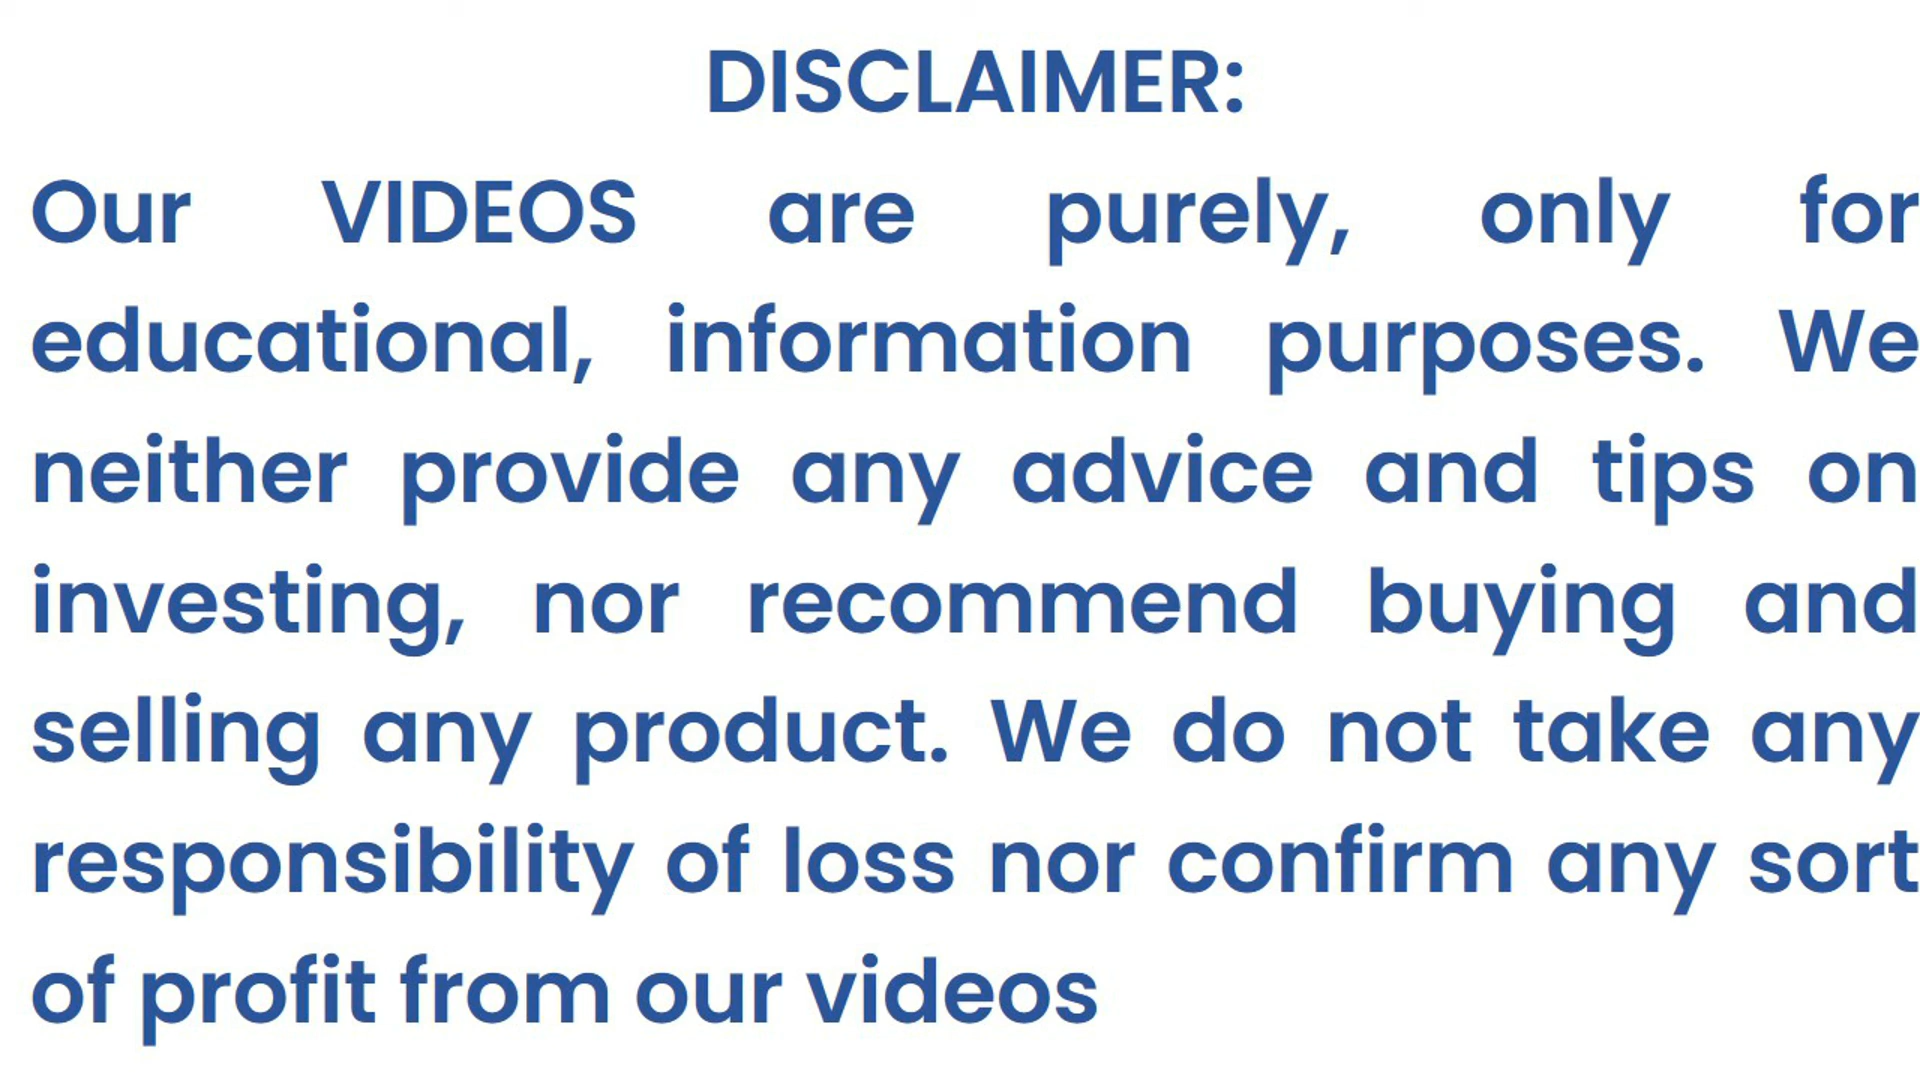 DISCLAIMER:
Our VIDEOS are purely, only for
educational, information purposes. We
neither provide any advice and tips on
investing, nor recommend buying and
selling any product. We do not take any
responsibility of loss nor confirm any sort
of profit from our videos